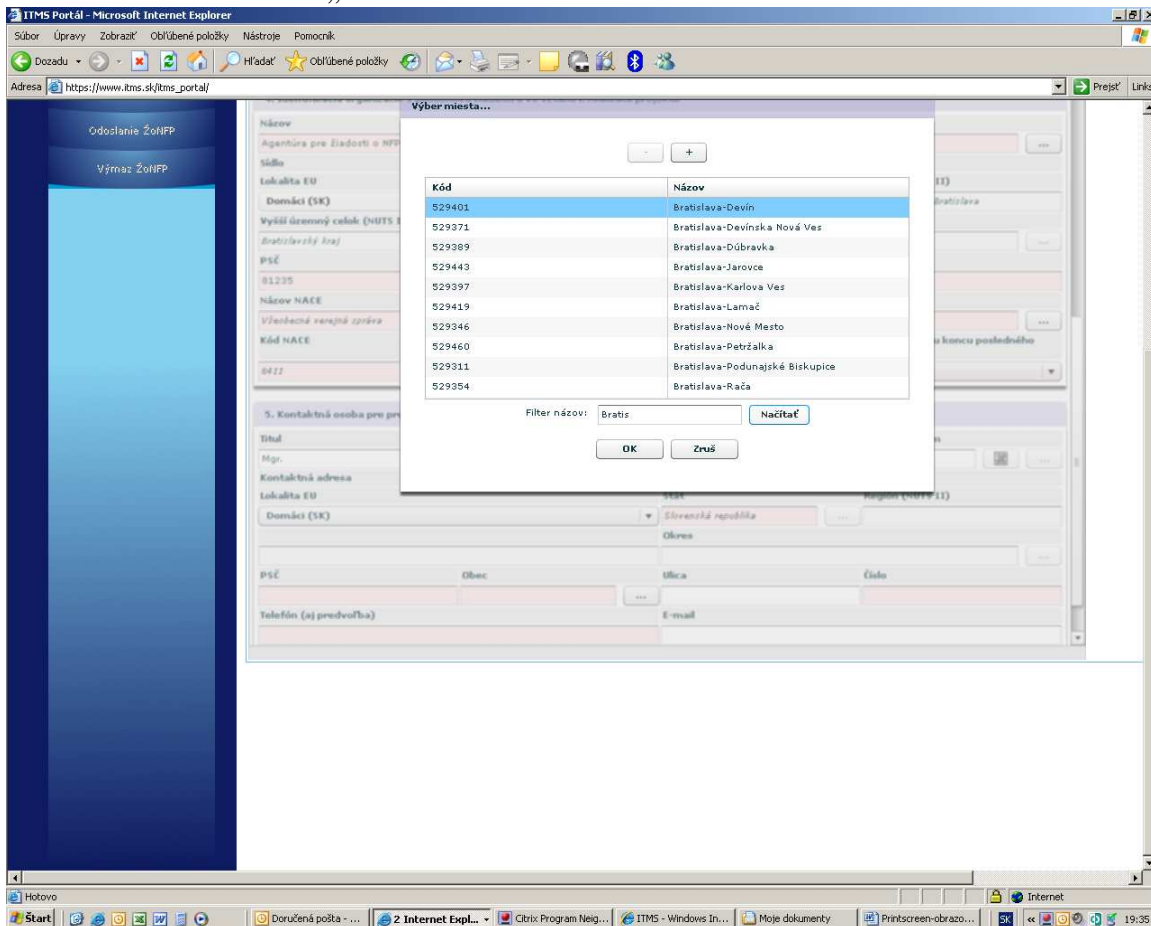 ,,
ITMS Portál - Microsoft Internet Explorer
Súbor Úpravy Zobraziť Obľúbené položky Nástroje Pomocník
Dozadu Hľadať Obľúbené položky
Adresa https://www.itms.sk/itms_portal/ Prejsť Links
Odoslanie ŽoNFP
Výmaz ŽoNFP
Výber miesta...
- +
Kód Názov
529401 Bratislava-Devín
529371 Bratislava-Devínska Nová Ves
529389 Bratislava-Dúbravka
529443 Bratislava-Jarovce
529397 Bratislava-Karlova Ves
529419 Bratislava-Lamač
529346 Bratislava-Nové Mesto
529460 Bratislava-Petržalka
529311 Bratislava-Podunajské Biskupice
529354 Bratislava-Rača
Filter názov: Bratis Načítať
OK Zruš
Názov
Agentúra pre žiadosti o NFP
Sídlo
Lokalita EU II)
Domáci (SK) Bratislava
Vyšší územný celok (NUTS I
Bratislavský kraj
PSČ
81235
Názov NACE
Všeobecná verejná správa
Kód NACE u koncu posledného
8411
5. Kontaktná osoba pre pr
Titul
Mgr.
Kontaktná adresa
Lokalita EU Štát Región (NUTS II)
Domáci (SK) Slovenská republika ...
Okres
...
PSČ Obec Ulica Číslo
...
Telefón (aj predvoľba) E-mail
Hotovo Internet
Štart Doručená pošta - ... 2 Internet Expl... Citrix Program Neig... ITMS - Windows In... Moje dokumenty Printscreen-obrazo... SK « 19:35